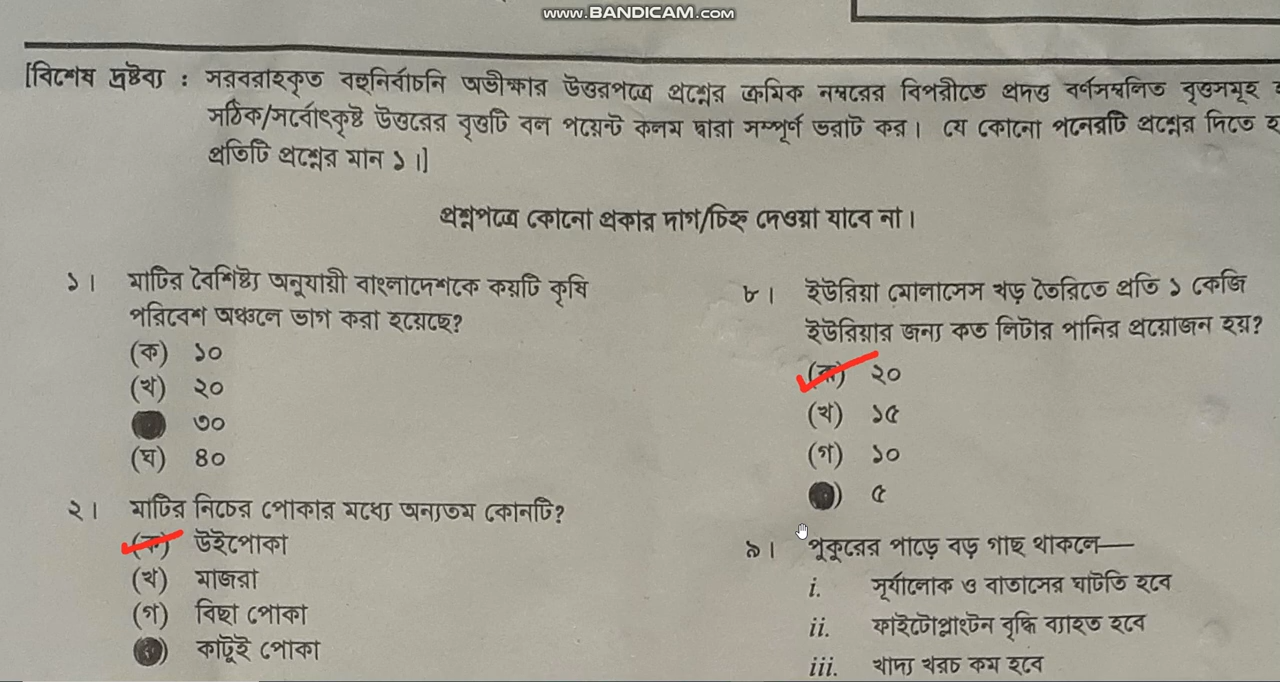 www.BANDICAM.com
[বিশেষ দ্রষ্টব্য : সরবরাহকৃত বহুনির্বাচনি অভীক্ষার উত্তরপত্রে প্রশ্নের ক্রমিক নম্বরের বিপরীতে প্রদত্ত বর্ণসম্বলিত বৃত্তসমূহ
সঠিক/সর্বোৎকৃষ্ট উত্তরের বৃত্তটি বল পয়েন্ট কলম দ্বারা সম্পূর্ণ ভরাট কর। যে কোনো পনেরটি প্রশ্নের দিতে
প্রতিটি প্রশ্নের মান ১।]
প্রশ্নপত্রে কোনো প্রকার দাগ/চিহ্ন দেওয়া যাবে না।
১। মাটির বৈশিষ্ট্য অনুযায়ী বাংলাদেশকে কয়টি কৃষি
পরিবেশ অঞ্চলে ভাগ করা হয়েছে?
(ক) ১০
(খ) ২০
৩০
(ঘ) ৪০
২। মাটির নিচের পোকার মধ্যে অন্যতম কোনটি?
(ক) উইপোকা
(খ) মাজরা
(গ) বিছা পোকা
কাটুই পোকা
৮। ইউরিয়া মোলাসেস খড় তৈরিতে প্রতি ১ কেজি
ইউরিয়ার জন্য কত লিটার পানির প্রয়োজন হয়?
(ক) ২০
(খ) ১৫
(গ) ১০
৫
৯। পুকুরের পাড়ে বড় গাছ থাকলে—
i. সূর্যালোক ও বাতাসের ঘাটতি হবে
ii. ফাইটোপ্লাংটন বৃদ্ধি ব্যাহত হবে
iii. খাদ্য খরচ কম হবে